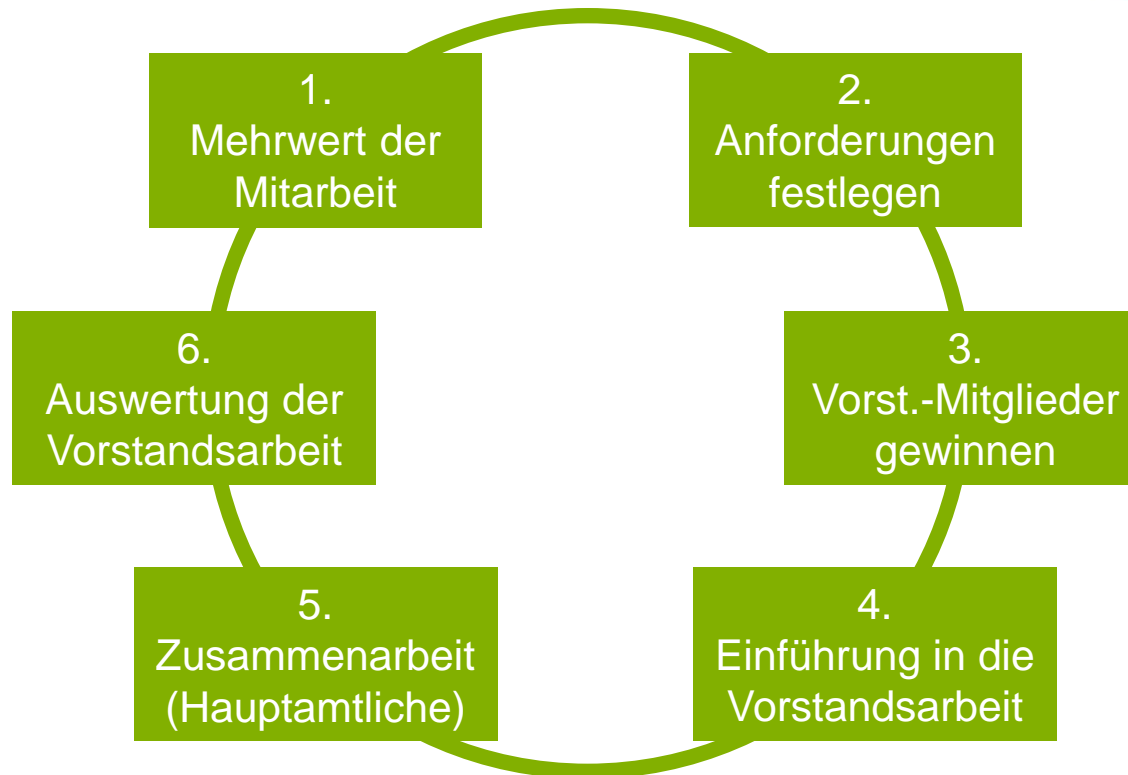 1.
Mehrwert der
Mitarbeit
2.
Anforderungen
festlegen
3.
Vorst.-Mitglieder
gewinnen
4.
Einführung in die
Vorstandsarbeit
5.
Zusammenarbeit
(Hauptamtliche)
6.
Auswertung der
Vorstandsarbeit